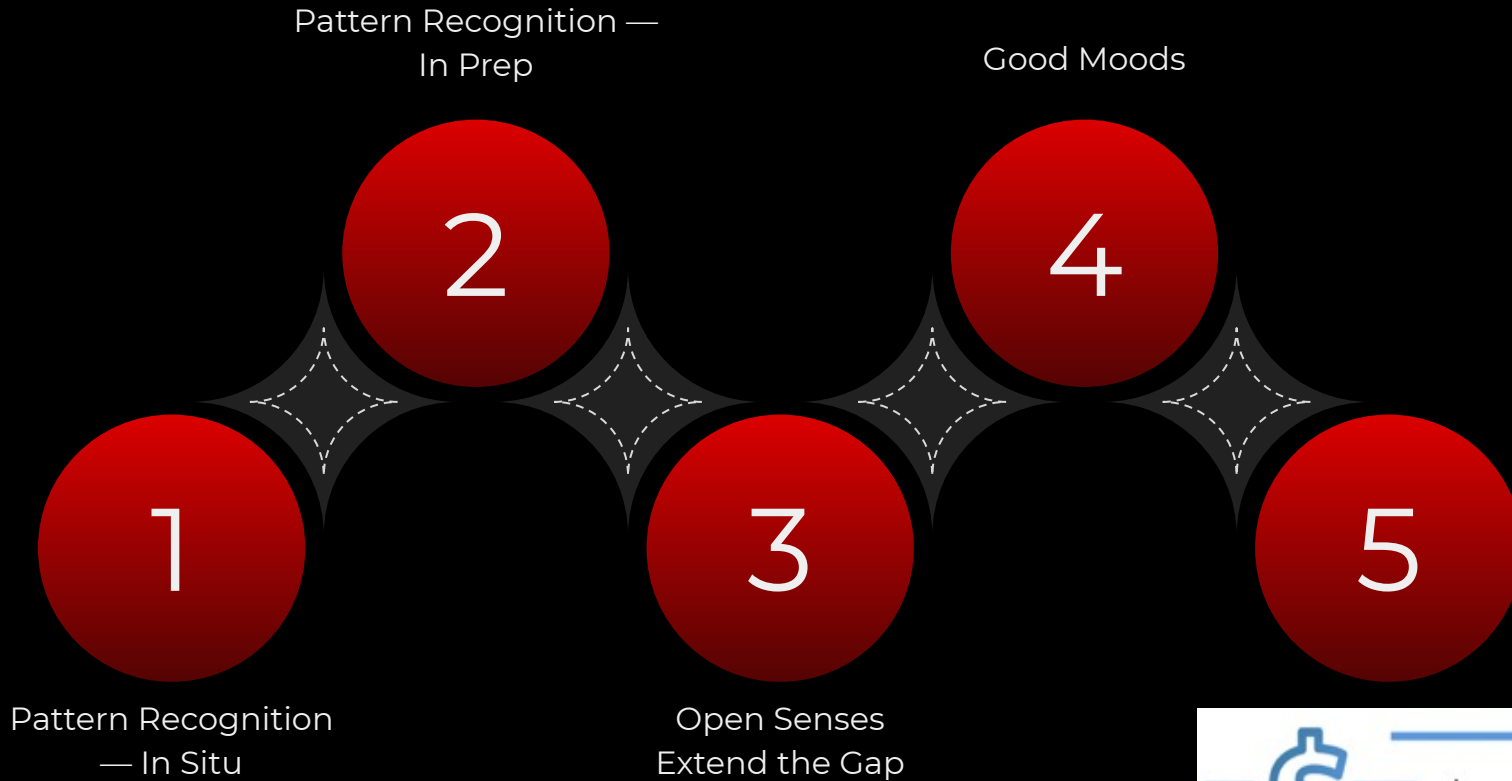 Pattern Recognition —
In Prep
Good Moods
2
4
1
3
5
Pattern Recognition
— In Situ
Open Senses
Extend the Gap